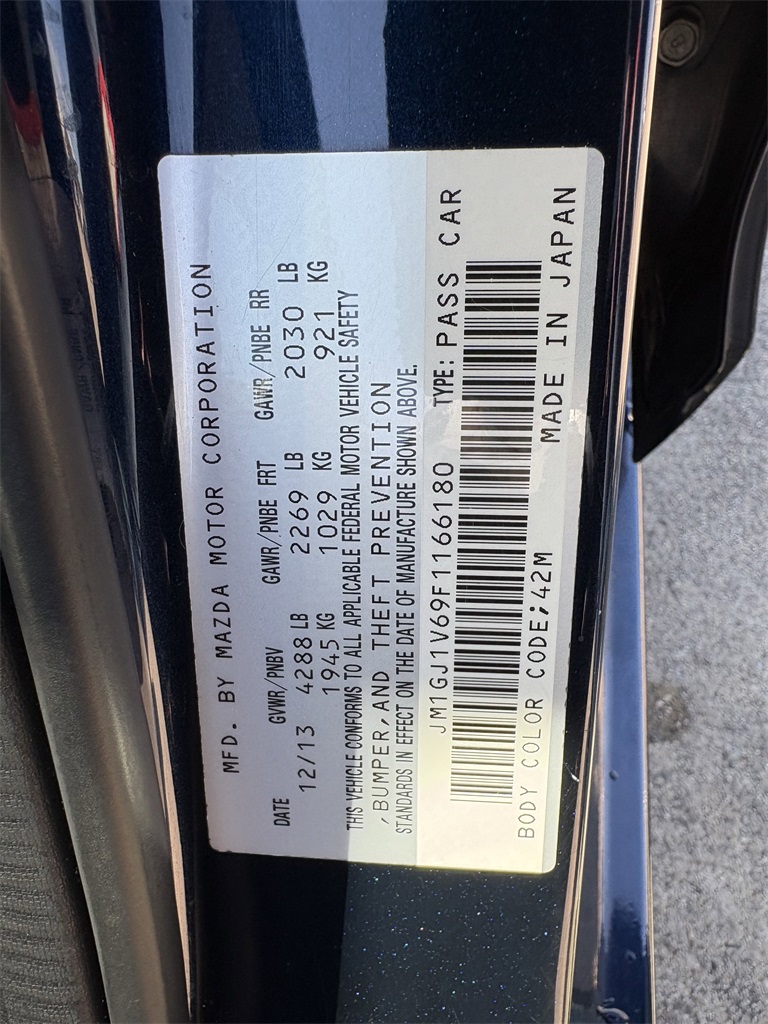 MFD. BY MAZDA MOTOR CORPORATION
DATE GVWR/PNBV GAWR/PNBE FRT GAWR/PNBE RR
12/13 4288 LB 2269 LB 2030 LB
1945 KG 1029 KG 921 KG
THIS VEHICLE CONFORMS TO ALL APPLICABLE FEDERAL MOTOR VEHICLE SAFETY
,BUMPER,AND THEFT PREVENTION
STANDARDS IN EFFECT ON THE DATE OF MANUFACTURE SHOWN ABOVE.
JM1GJ1V69F1166180 TYPE: PASS CAR
BODY COLOR CODE;42M MADE IN JAPAN